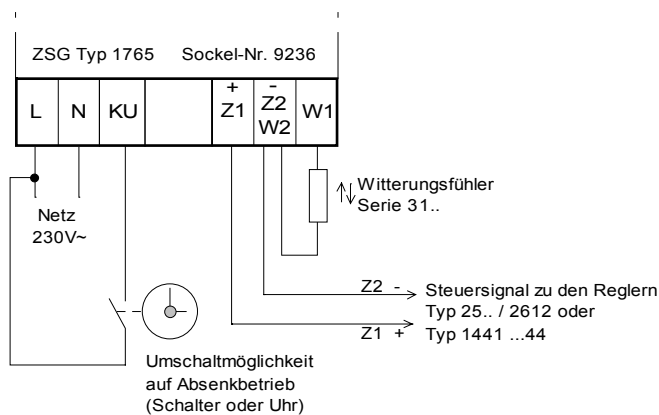 ZSG Typ 1765 Sockel-Nr. 9236
L N KU + Z1 - Z2 W2 W1
Witterungsfühler
Serie 31..
Netz
230V~
Z2 - Steuersignal zu den Reglern
Typ 25.. / 2612 oder
Z1 + Typ 1441 ...44
Umschaltmöglichkeit
auf Absenkbetrieb
(Schalter oder Uhr)